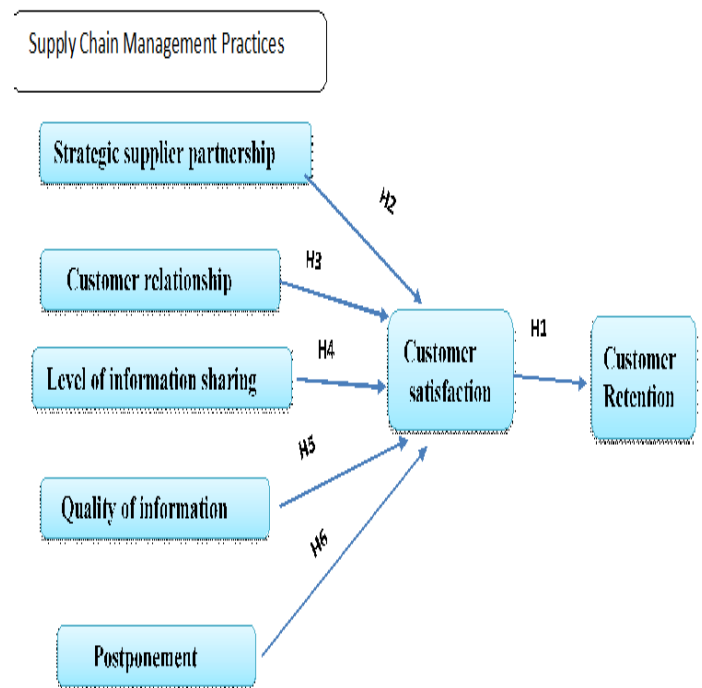 Supply Chain Management Practices
Strategic supplier partnership
H2
Customer relationship
H3
Level of information sharing
H4
Customer
satisfaction
H1
Customer
Retention
Quality of information
H5
Postponement
H6